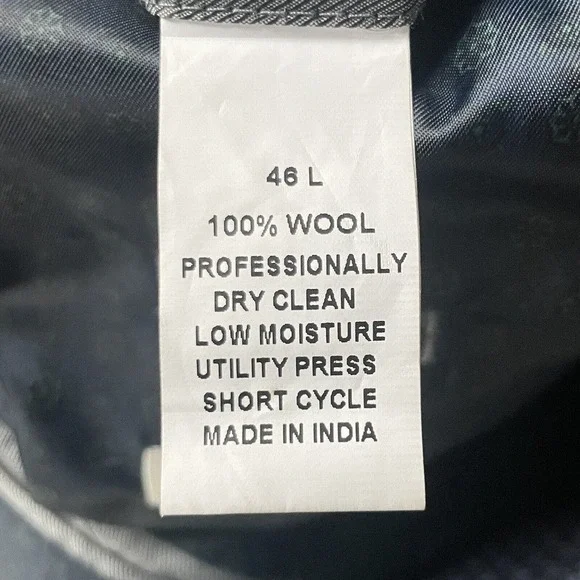 46 L
100% WOOL
PROFESSIONALLY
DRY CLEAN
LOW MOISTURE
UTILITY PRESS
SHORT CYCLE
MADE IN INDIA